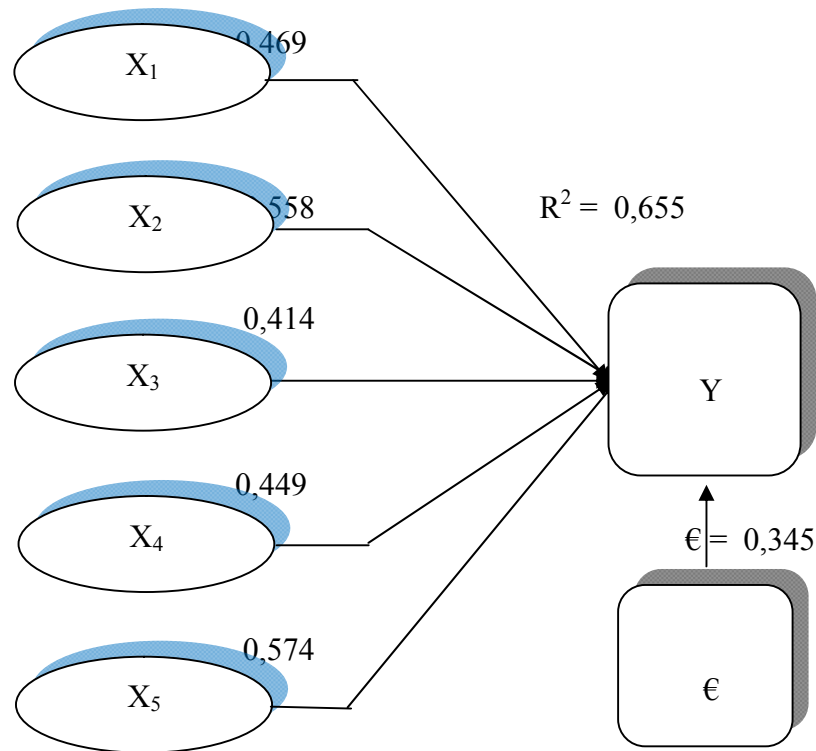 0,469
X₁
X₂
,558
R² = 0,655
0,414
X₃
Y
0,449
X₄
€ = 0,345
0,574
X₅
€